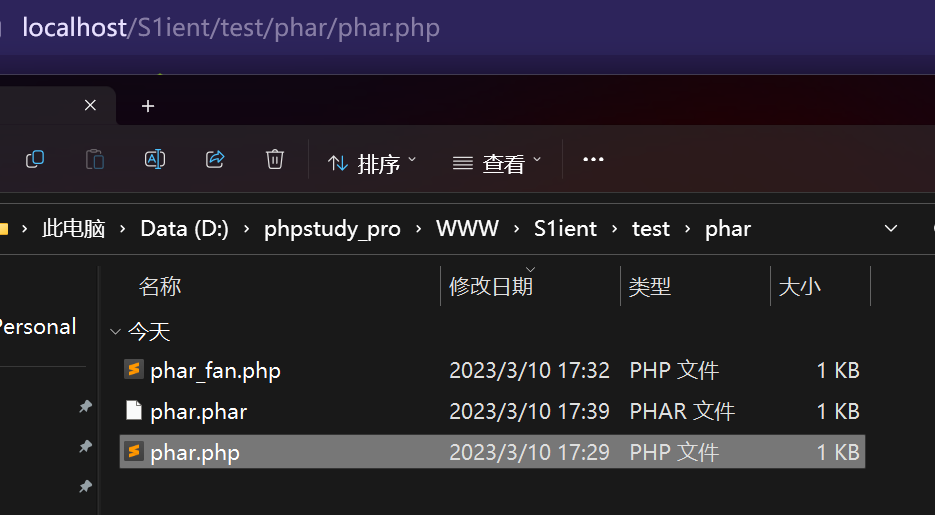 localhost/S1ient/test/phar/phar.php
排序 查看
此电脑 › Data (D:) › phpstudy_pro › WWW › S1ient › test › phar
名称 修改日期 类型 大小
Personal
今天
phar_fan.php 2023/3/10 17:32 PHP 文件 1 KB
phar.phar 2023/3/10 17:39 PHAR 文件 1 KB
phar.php 2023/3/10 17:29 PHP 文件 1 KB